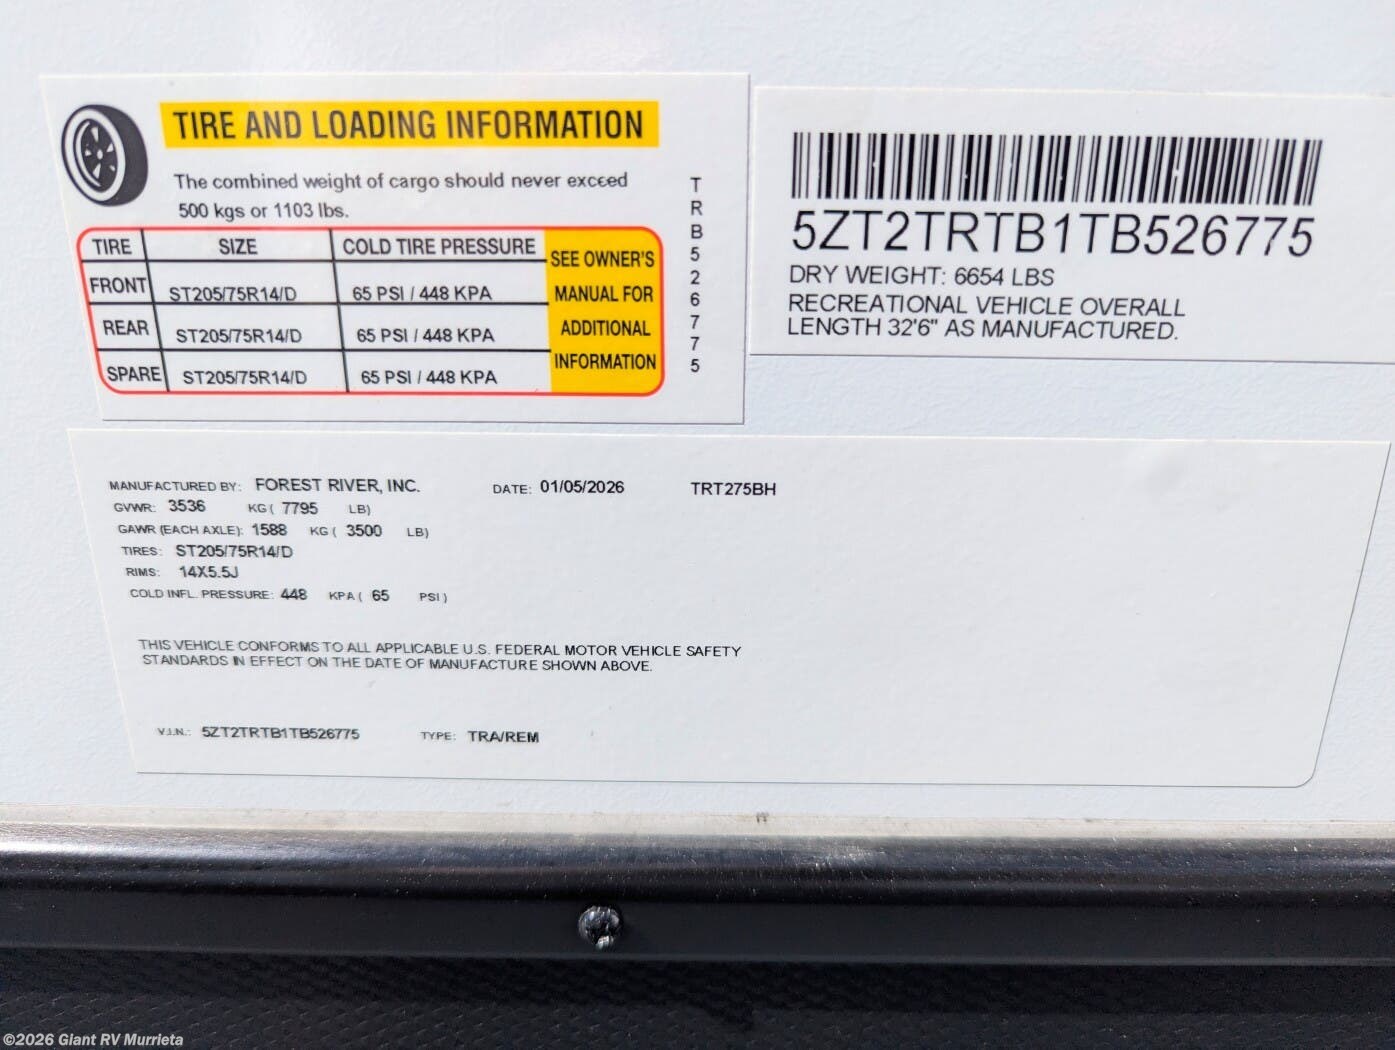 TIRE AND LOADING INFORMATION
The combined weight of cargo should never exceed
500 kgs or 1103 lbs.
TIRE SIZE COLD TIRE PRESSURE
FRONT ST205/75R14/D 65 PSI / 448 KPA
REAR ST205/75R14/D 65 PSI / 448 KPA
SPARE ST205/75R14/D 65 PSI / 448 KPA
SEE OWNER'S
MANUAL FOR
ADDITIONAL
INFORMATION
TRB526775
5ZT2TRTB1TB526775
DRY WEIGHT: 6654 LBS
RECREATIONAL VEHICLE OVERALL
LENGTH 32'6" AS MANUFACTURED.
MANUFACTURED BY: FOREST RIVER, INC. DATE: 01/05/2026 TRT275BH
GVWR: 3536 KG ( 7795 LB)
GAWR (EACH AXLE): 1588 KG ( 3500 LB)
TIRES: ST205/75R14/D
RIMS: 14X5.5J
COLD INFL. PRESSURE: 448 KPA ( 65 PSI )
THIS VEHICLE CONFORMS TO ALL APPLICABLE U.S. FEDERAL MOTOR VEHICLE SAFETY
STANDARDS IN EFFECT ON THE DATE OF MANUFACTURE SHOWN ABOVE.
V.I.N.: 5ZT2TRTB1TB526775 TYPE: TRA/REM
©2026 Giant RV Murrieta